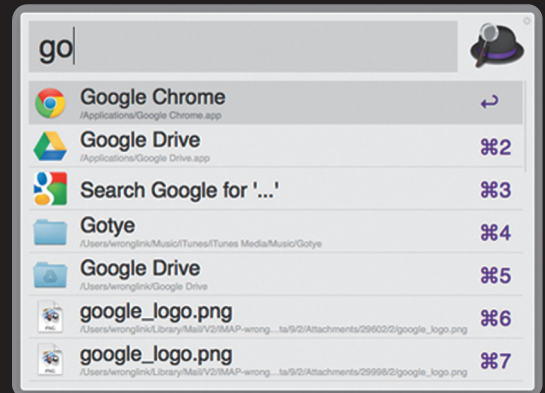 go
Google Chrome
/Applications/Google Chrome.app
↩
Google Drive
/Applications/Google Drive.app
⌘2
Search Google for '...'
⌘3
Gotye
/Users/wronglink/Music/iTunes/iTunes Media/Music/Gotye
⌘4
Google Drive
/Users/wronglink/Google Drive
⌘5
google_logo.png
/Users/wronglink/Library/Mail/V2/IMAP-wrong...ta/9/2/Attachments/29602/2/google_logo.png
⌘6
PNG
google_logo.png
/Users/wronglink/Library/Mail/V2/IMAP-wrong...ta/9/2/Attachments/29998/2/google_logo.png
⌘7
PNG